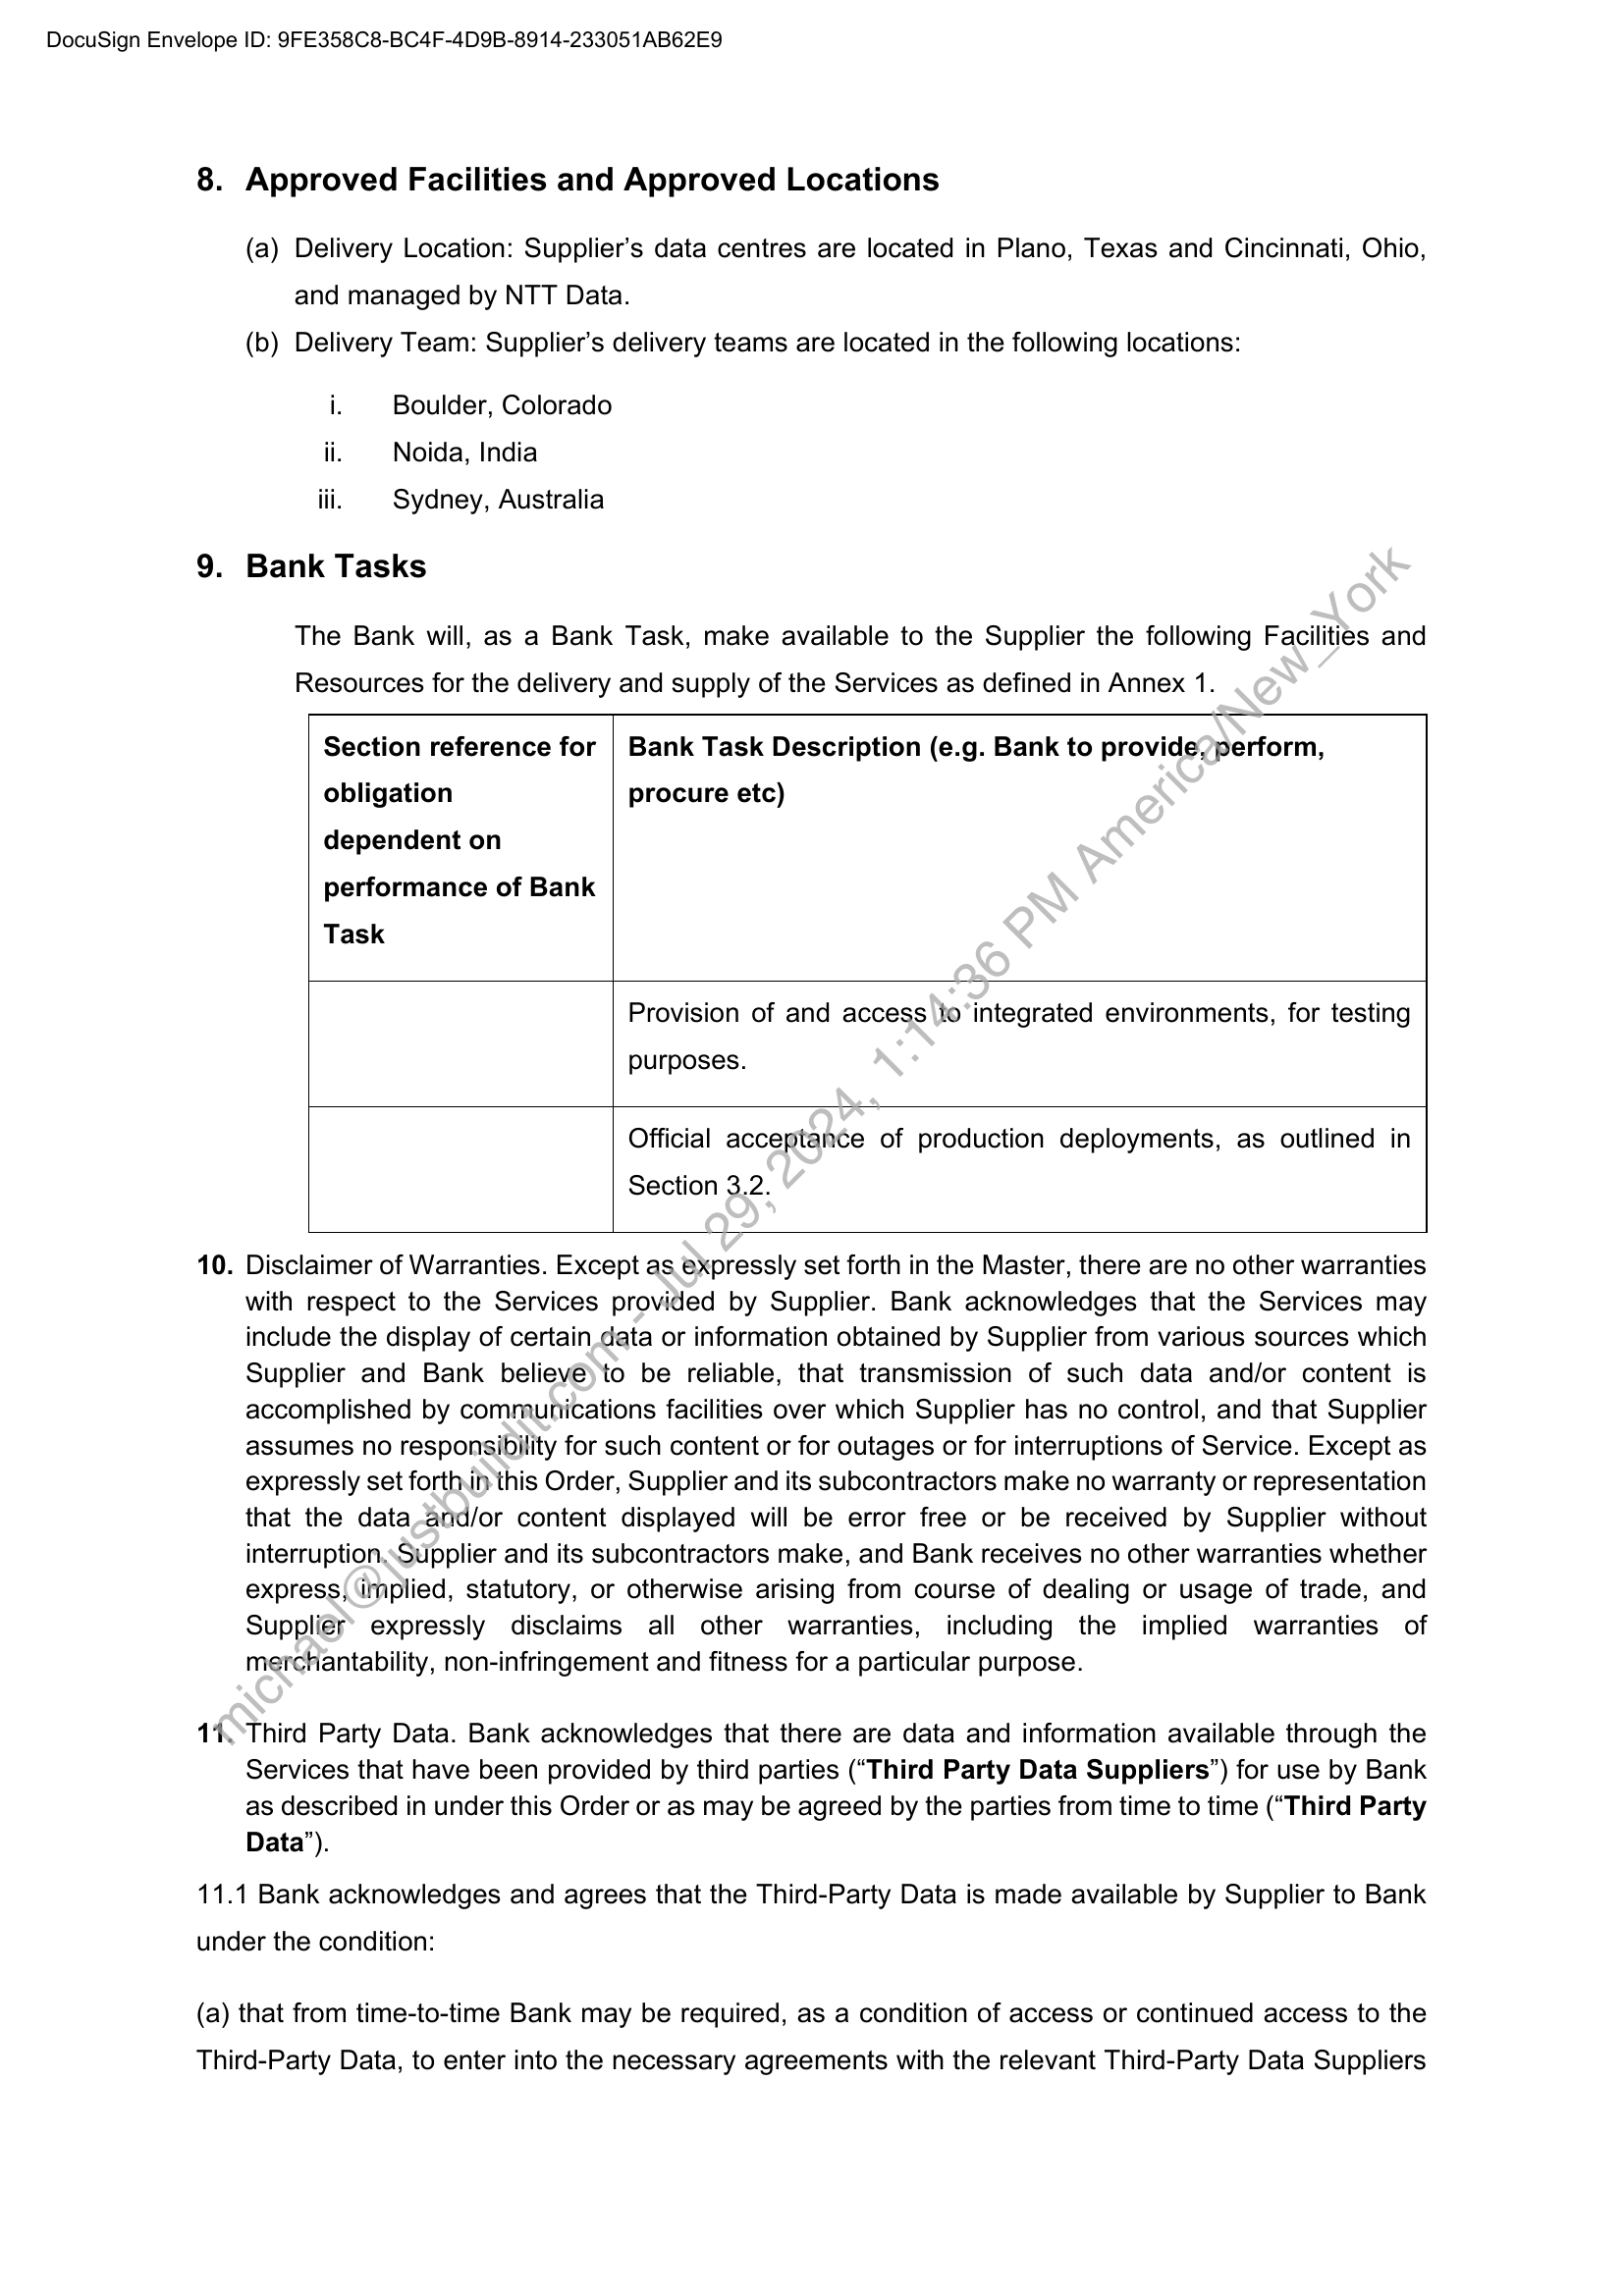 DocuSign Envelope ID: 9FE358C8-BC4F-4D9B-8914-233051AB62E9
8. Approved Facilities and Approved Locations
(a) Delivery Location: Supplier’s data centres are located in Plano, Texas and Cincinnati, Ohio,
and managed by NTT Data.
(b) Delivery Team: Supplier’s delivery teams are located in the following locations:
i. Boulder, Colorado
ii. Noida, India
iii. Sydney, Australia
9. Bank Tasks
The Bank will, as a Bank Task, make available to the Supplier the following Facilities and
Resources for the delivery and supply of the Services as defined in Annex 1.
Section reference for
obligation
dependent on
performance of Bank
Task
Bank Task Description (e.g. Bank to provide, perform,
procure etc)
Provision of and access to integrated environments, for testing
purposes.
Official acceptance of production deployments, as outlined in
Section 3.2.
10. Disclaimer of Warranties. Except as expressly set forth in the Master, there are no other warranties
with respect to the Services provided by Supplier. Bank acknowledges that the Services may
include the display of certain data or information obtained by Supplier from various sources which
Supplier and Bank believe to be reliable, that transmission of such data and/or content is
accomplished by communications facilities over which Supplier has no control, and that Supplier
assumes no responsibility for such content or for outages or for interruptions of Service. Except as
expressly set forth in this Order, Supplier and its subcontractors make no warranty or representation
that the data and/or content displayed will be error free or be received by Supplier without
interruption. Supplier and its subcontractors make, and Bank receives no other warranties whether
express, implied, statutory, or otherwise arising from course of dealing or usage of trade, and
Supplier expressly disclaims all other warranties, including the implied warranties of
merchantability, non-infringement and fitness for a particular purpose.
11. Third Party Data. Bank acknowledges that there are data and information available through the
Services that have been provided by third parties (“Third Party Data Suppliers”) for use by Bank
as described in under this Order or as may be agreed by the parties from time to time (“Third Party
Data”).
11.1 Bank acknowledges and agrees that the Third-Party Data is made available by Supplier to Bank
under the condition:
(a) that from time-to-time Bank may be required, as a condition of access or continued access to the
Third-Party Data, to enter into the necessary agreements with the relevant Third-Party Data Suppliers
michael@justbuildit.com - Jul 29, 2024, 1:14:36 PM America/New_York